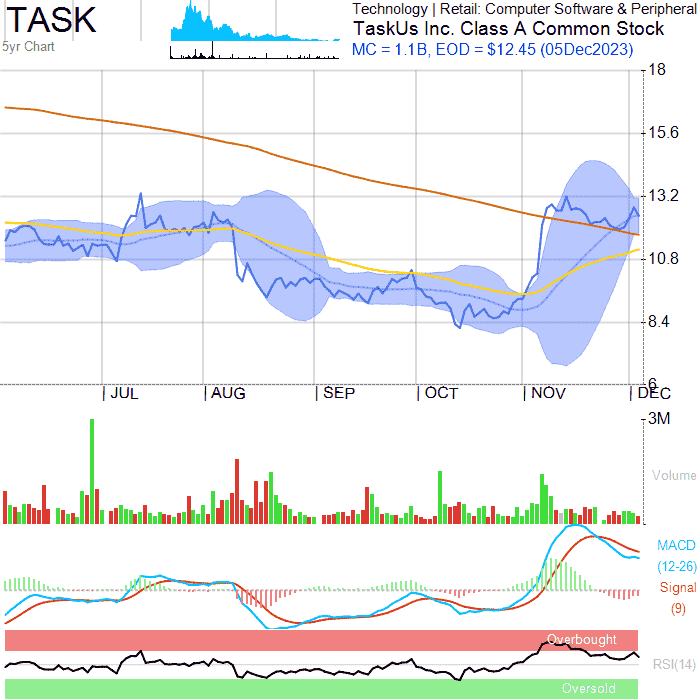 TASK
5yr Chart
Technology | Retail: Computer Software & Peripheral
TaskUs Inc. Class A Common Stock
MC = 1.1B, EOD = $12.45 (05Dec2023)
18
15.6
13.2
10.8
8.4
6
JUL AUG SEP OCT NOV DEC
3M
Volume
MACD
(12-26)
Signal
(9)
Overbought
RSI(14)
Oversold